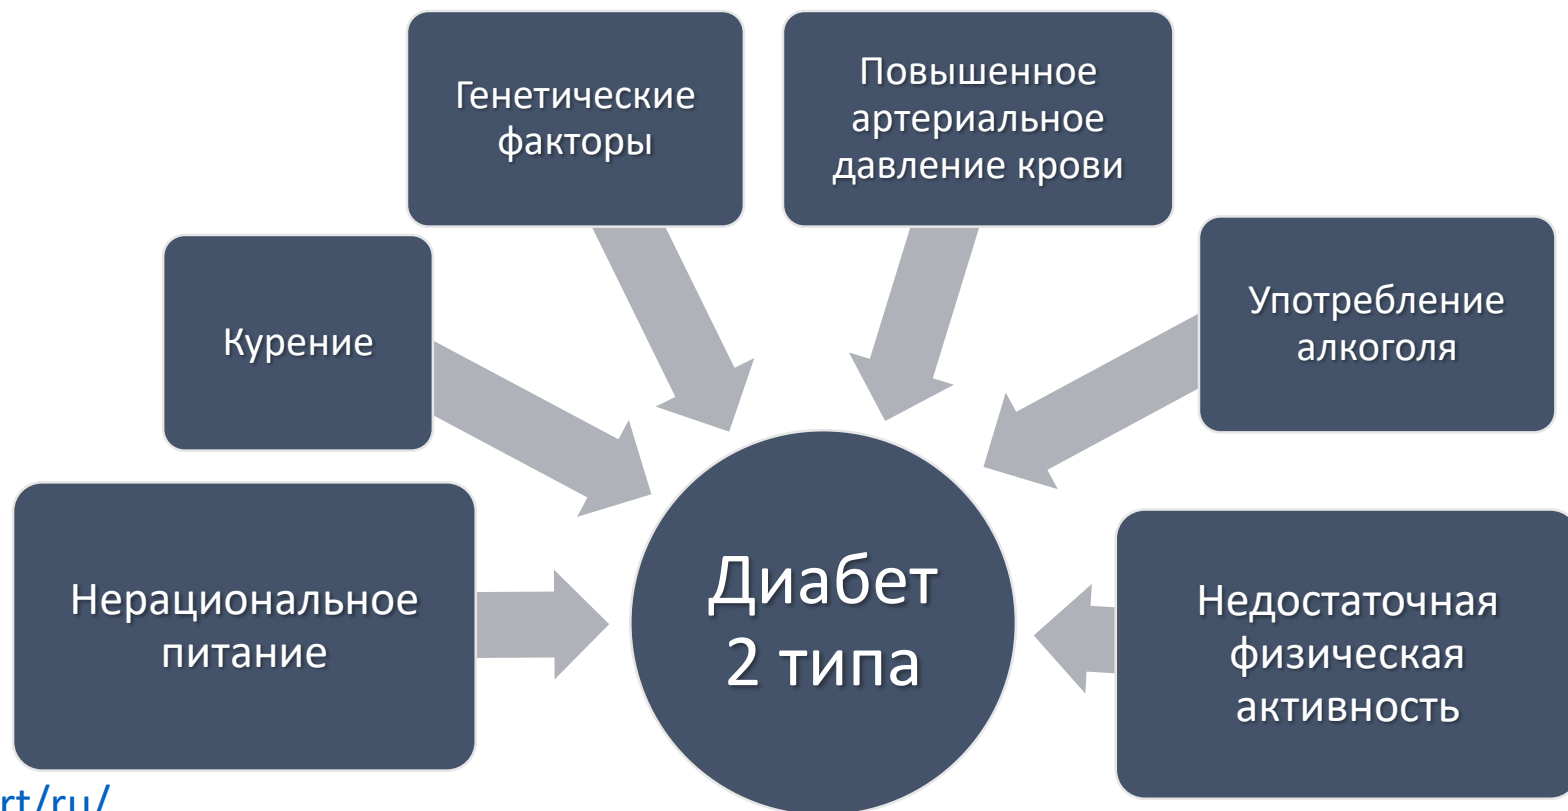 Генетические
факторы
Повышенное
артериальное
давление крови
Курение
Употребление
алкоголя
Нерациональное
питание
Диабет
2 типа
Недостаточная
физическая
активность
rt/ru/